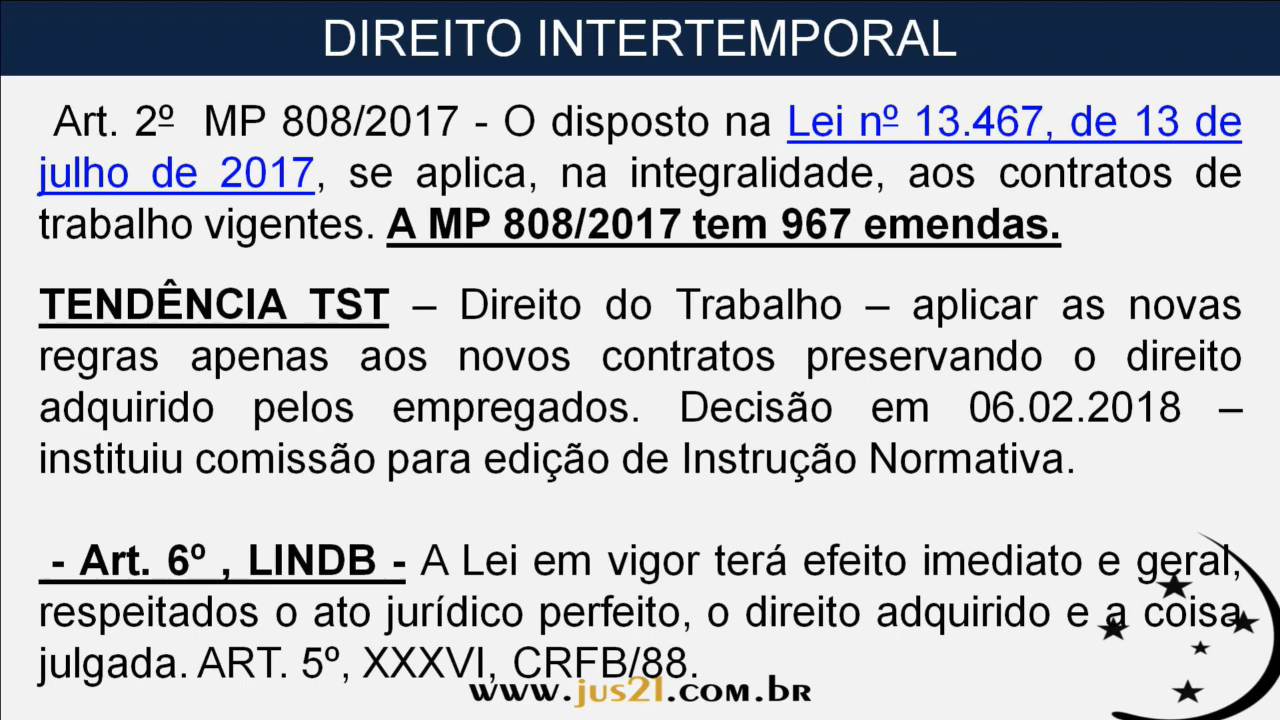 DIREITO INTERTEMPORAL
Art. 2º MP 808/2017 - O disposto na Lei nº 13.467, de 13 de
julho de 2017, se aplica, na integralidade, aos contratos de
trabalho vigentes. A MP 808/2017 tem 967 emendas.
TENDÊNCIA TST – Direito do Trabalho – aplicar as novas
regras apenas aos novos contratos preservando o direito
adquirido pelos empregados. Decisão em 06.02.2018 –
instituiu comissão para edição de Instrução Normativa.
- Art. 6º , LINDB - A Lei em vigor terá efeito imediato e geral,
respeitados o ato jurídico perfeito, o direito adquirido e a coisa
julgada. ART. 5º, XXXVI, CRFB/88.
www.jus21.com.br